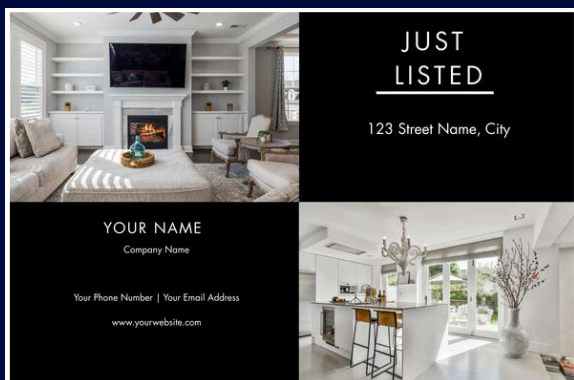 JUST
LISTED
123 Street Name, City
YOUR NAME
Company Name
Your Phone Number | Your Email Address
www.yourwebsite.com